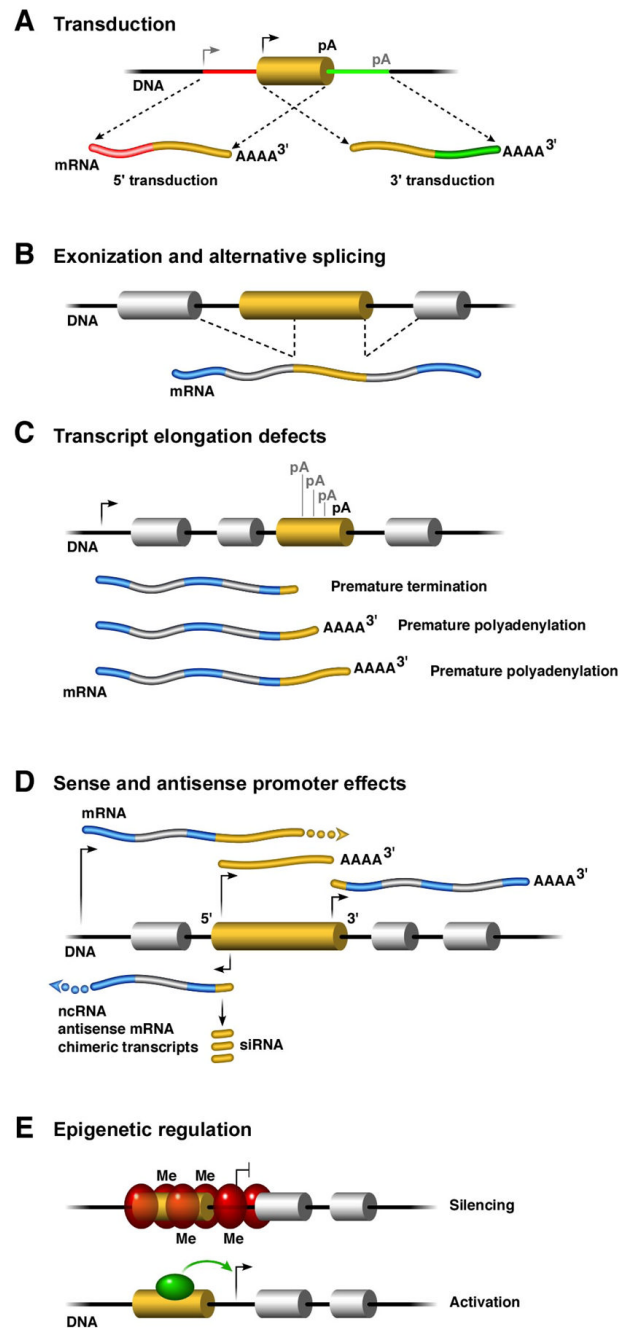 A Transduction
pA
pA
DNA
mRNA
AAAA3'
AAAA3'
5' transduction
3' transduction
B Exonization and alternative splicing
DNA
mRNA
C Transcript elongation defects
pA
pA
pA
pA
DNA
Premature termination
AAAA3' Premature polyadenylation
AAAA3' Premature polyadenylation
mRNA
D Sense and antisense promoter effects
mRNA
AAAA3'
AAAA3'
5'
3'
DNA
ncRNA
antisense mRNA
chimeric transcripts
siRNA
E Epigenetic regulation
Me Me
Silencing
Me Me
Activation
DNA